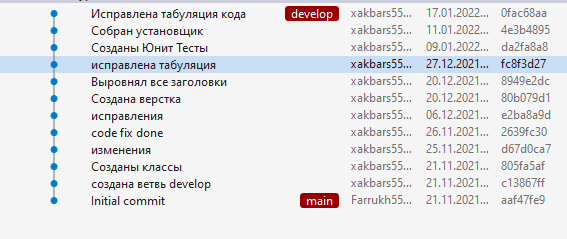 Исправлена табуляция кода develop xakbars55... 17.01.2022... 0fac68aa
Собран установщик xakbars55... 11.01.2022... 4e3b4895
Созданы Юнит Тесты xakbars55... 09.01.2022... da2fa8a8
исправлена табуляция xakbars55... 27.12.2021... fc8f3d27
Выровнял все заголовки xakbars55... 20.12.2021... 8949e2dc
Создана верстка xakbars55... 20.12.2021... 80b079d1
исправления xakbars55... 06.12.2021... e2ba8a9d
code fix done xakbars55... 26.11.2021... 2639fc30
изменения xakbars55... 25.11.2021... d67d0ca7
Созданы классы xakbars55... 21.11.2021... 805fa5af
создана ветвь develop xakbars55... 21.11.2021... c13867ff
Initial commit main Farrukh55... 21.11.2021... aaf47fe9